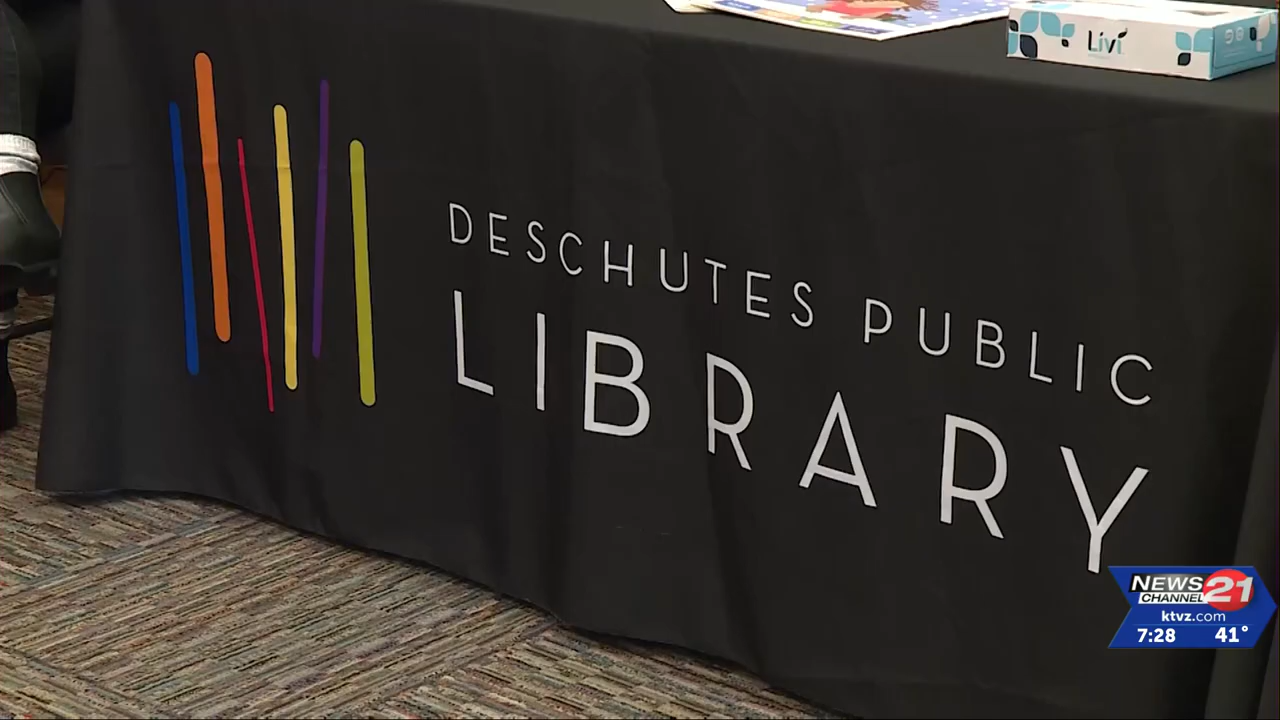 Livi
DESCHUTES PUBLIC
LIBRARY
NEWS
CHANNEL 21
ktvz.com
7:28 41°